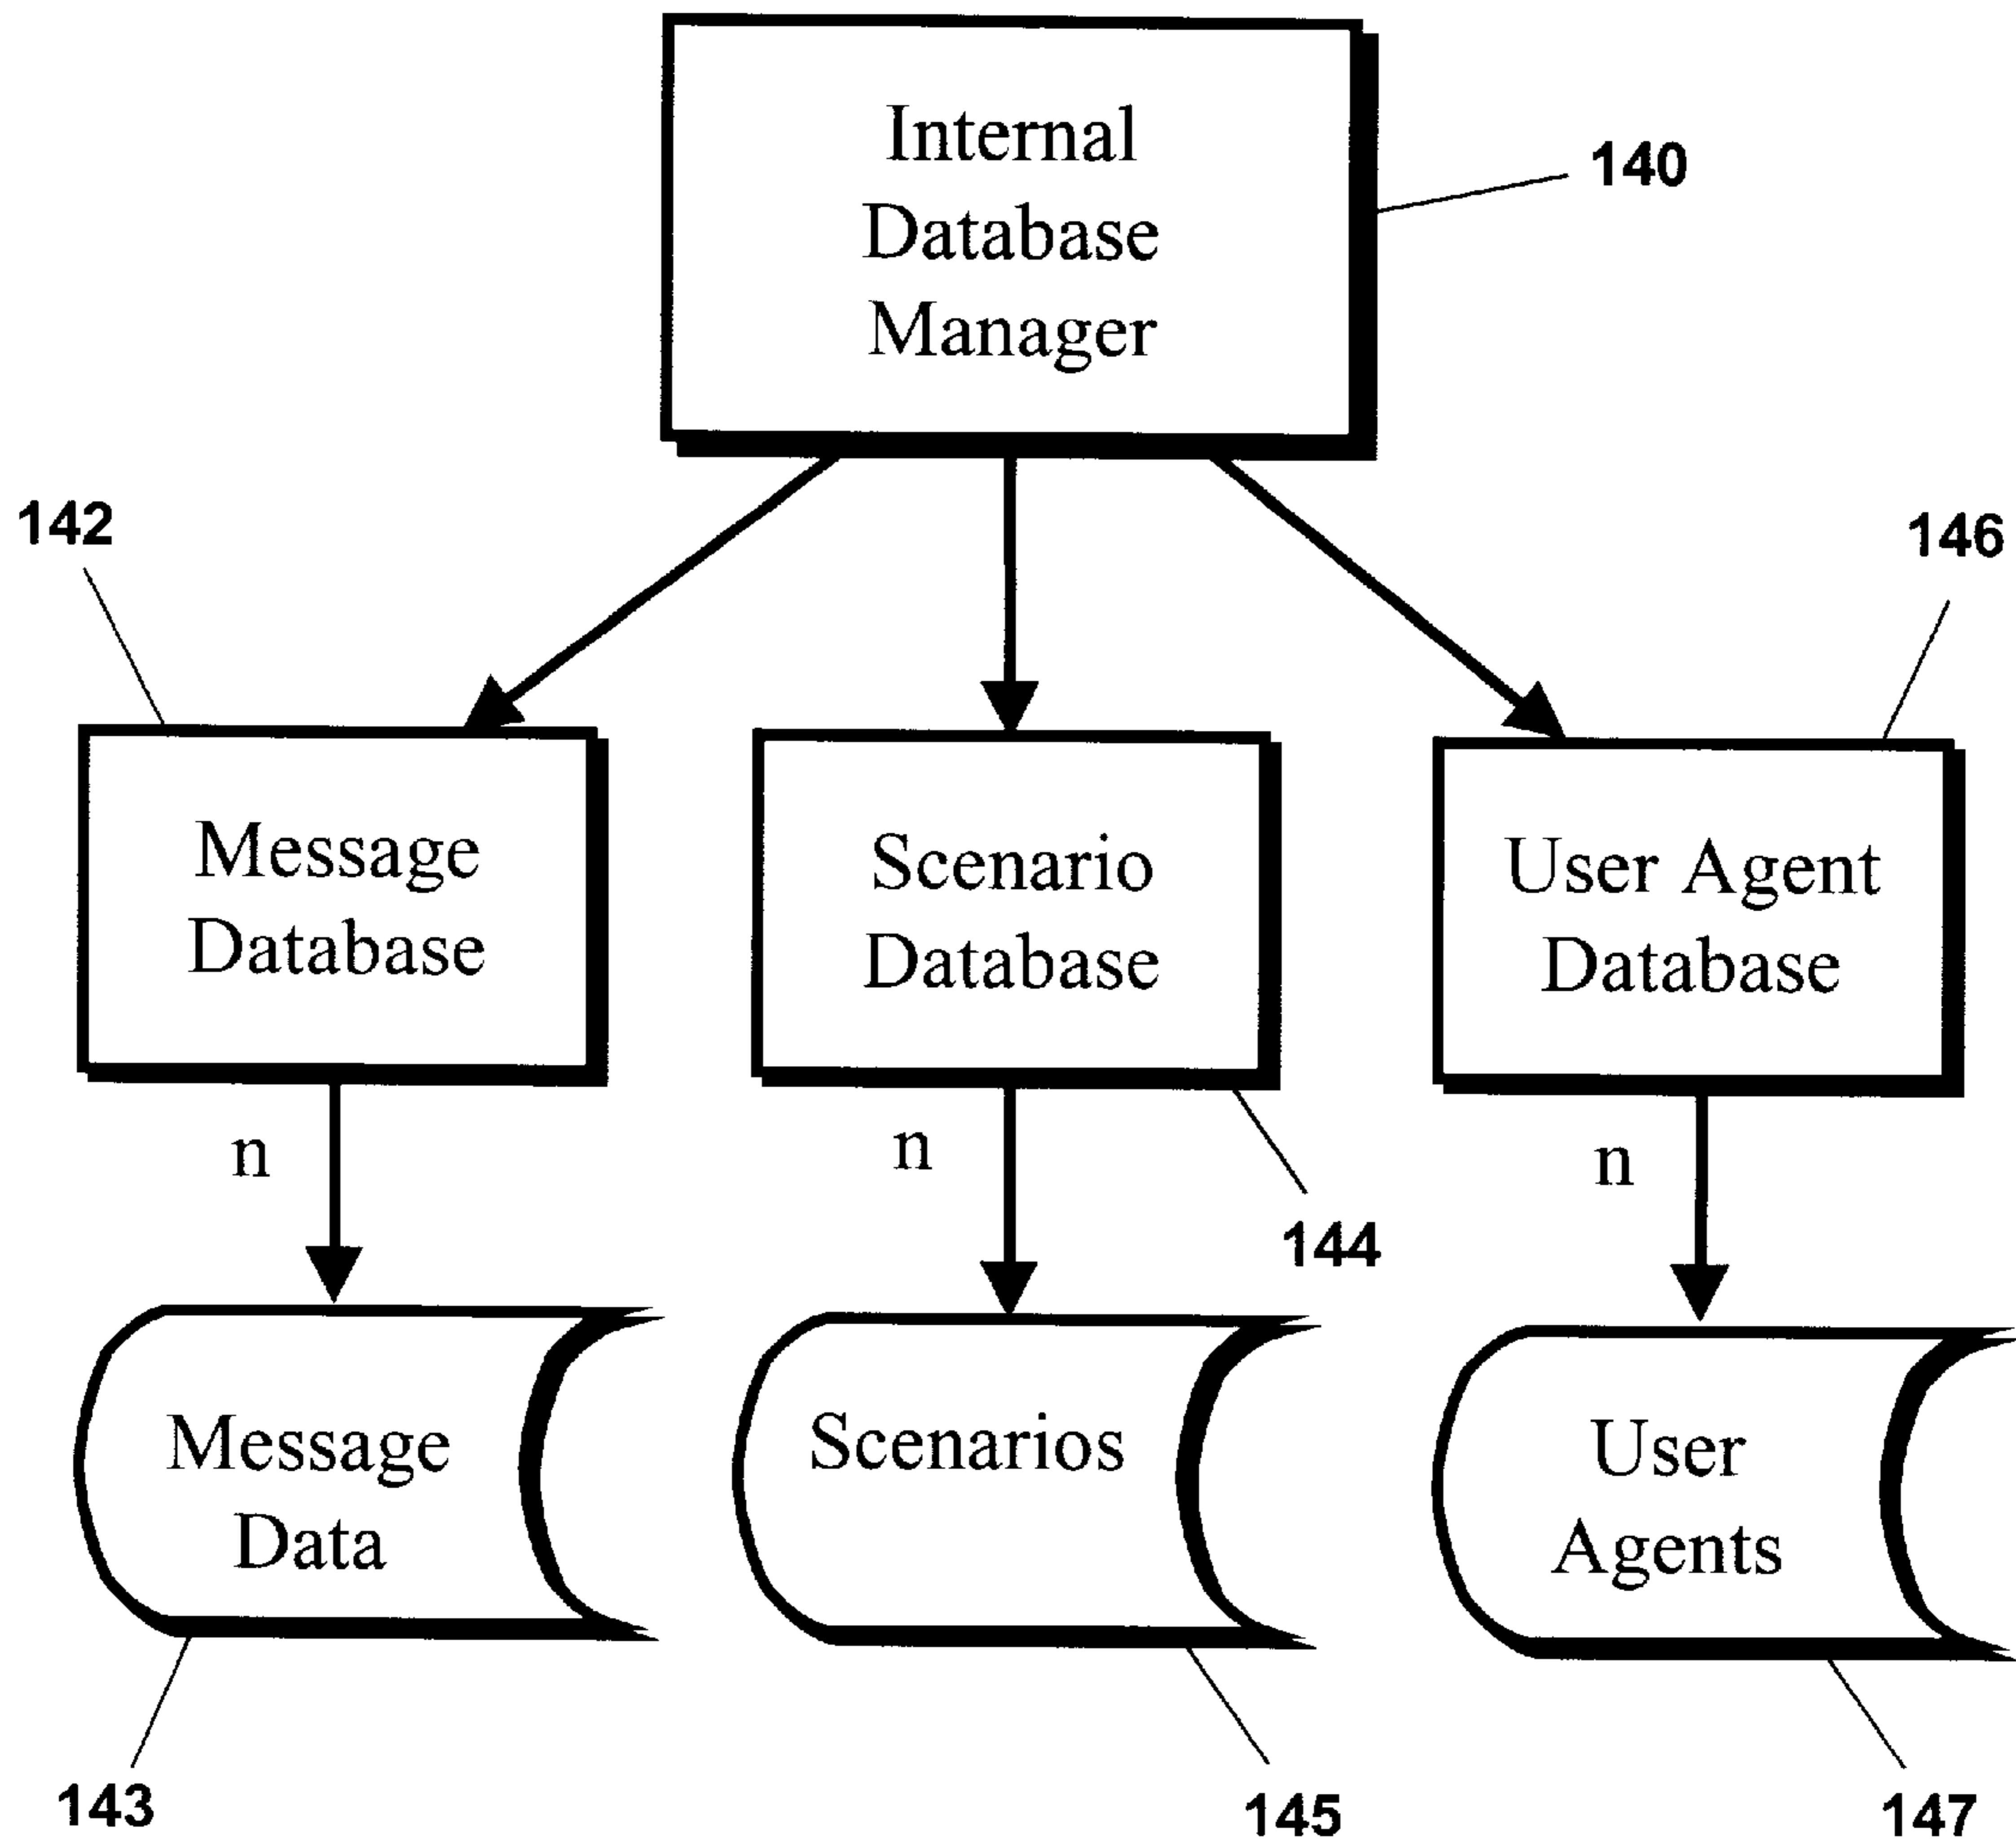 Internal
Database
Manager
140
142
146
Message
Database
Scenario
Database
User Agent
Database
n
n
n
144
Message
Data
Scenarios
User
Agents
143
145
147